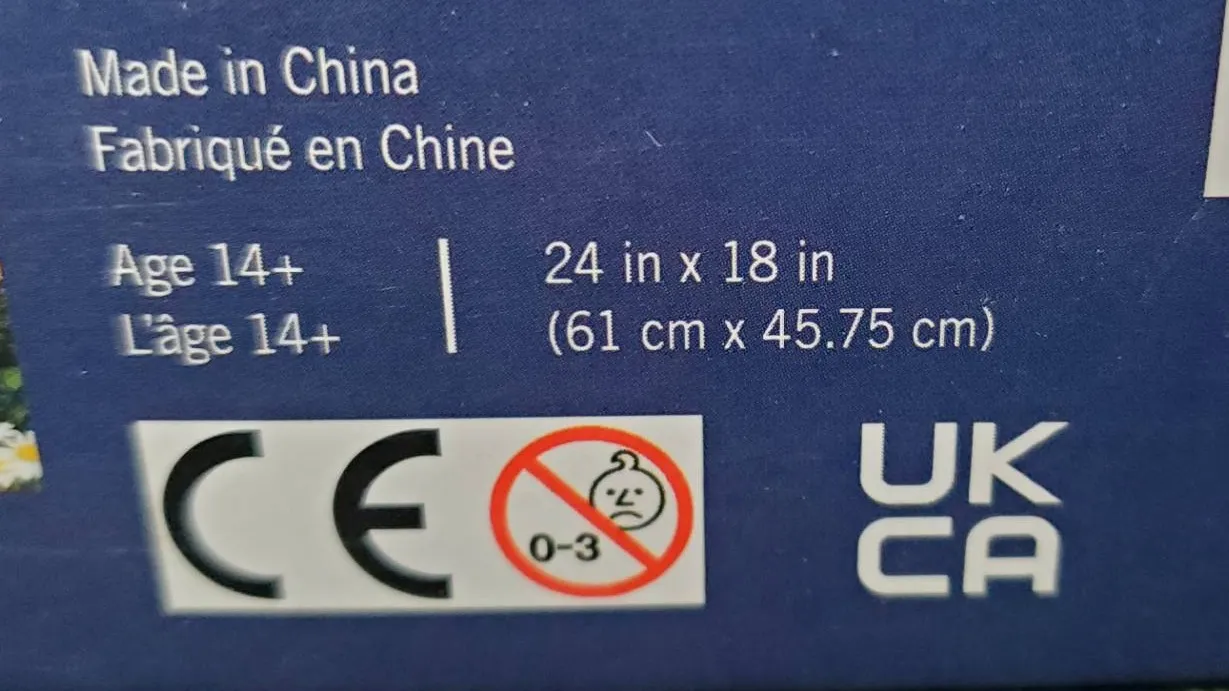 Made in China
Fabriqué en Chine
Age 14+
L'âge 14+
24 in x 18 in
(61 cm x 45.75 cm)
CE
0-3
UK
CA